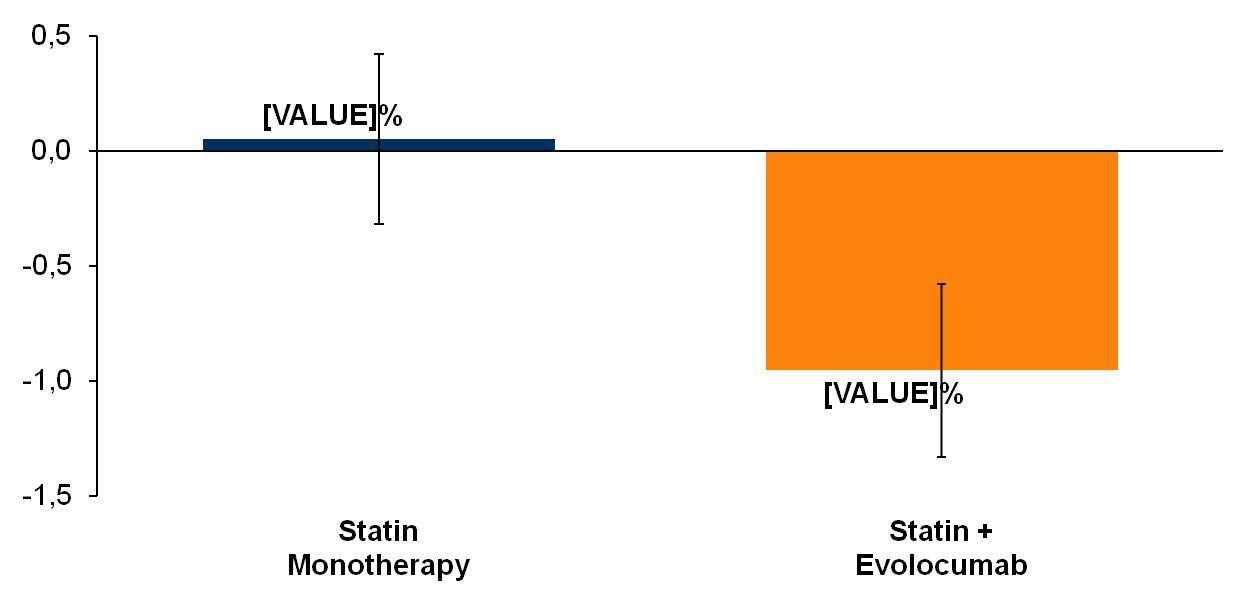 0,5
[VALUE]%
0,0
-0,5
-1,0
[VALUE]%
-1,5
Statin
Monotherapy
Statin +
Evolocumab